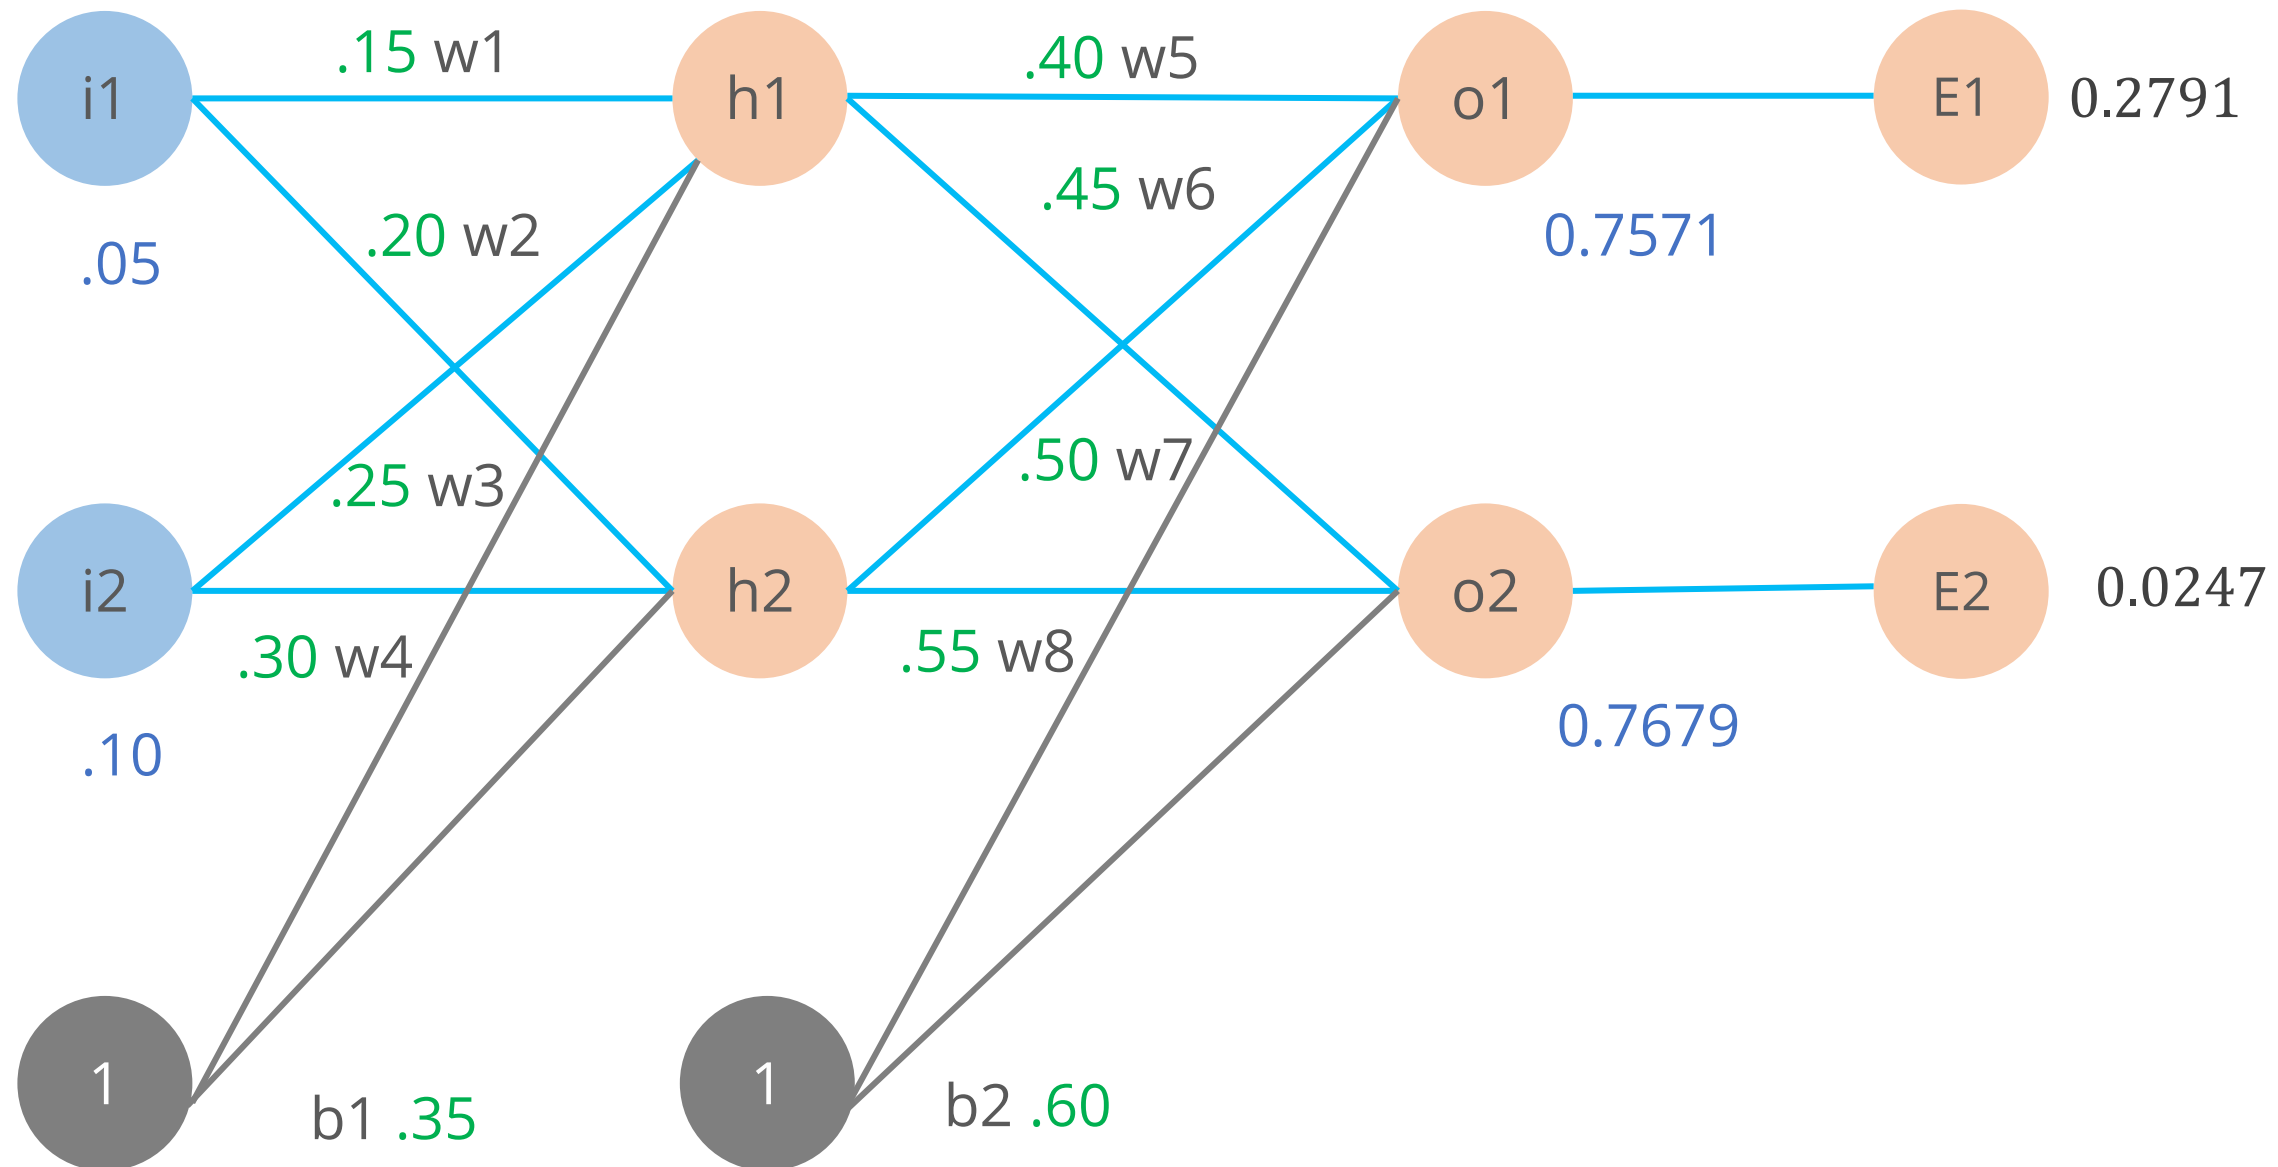 .15 w1
.40 w5
i1
h1
o1
E1
0.2791
.45 w6
.20 w2
0.7571
.05
.50 w7
.25 w3
i2
h2
o2
E2
0.0247
.30 w4
.55 w8
0.7679
.10
1
1
b1 .35
b2 .60